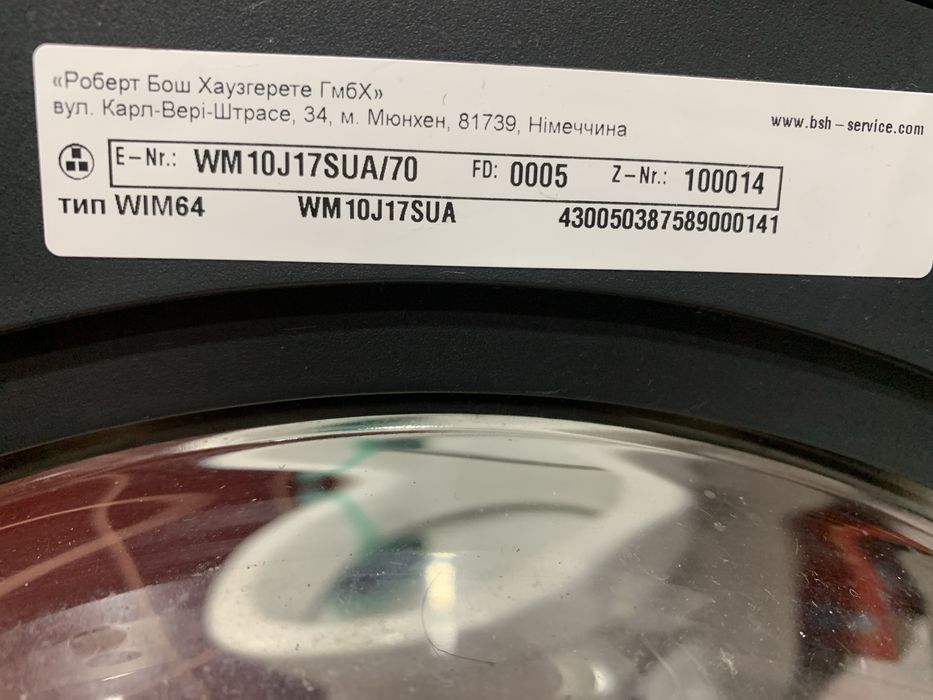 «Роберт Бош Хаузгерете ГмбХ»
вул. Карл-Вері-Штрасе, 34, м. Мюнхен, 81739, Німеччина
www.bsh-service.com
E-Nr.: WM10J17SUA/70 FD: 0005 Z-Nr.: 100014
тип WIM64 WM10J17SUA 430050387589000141